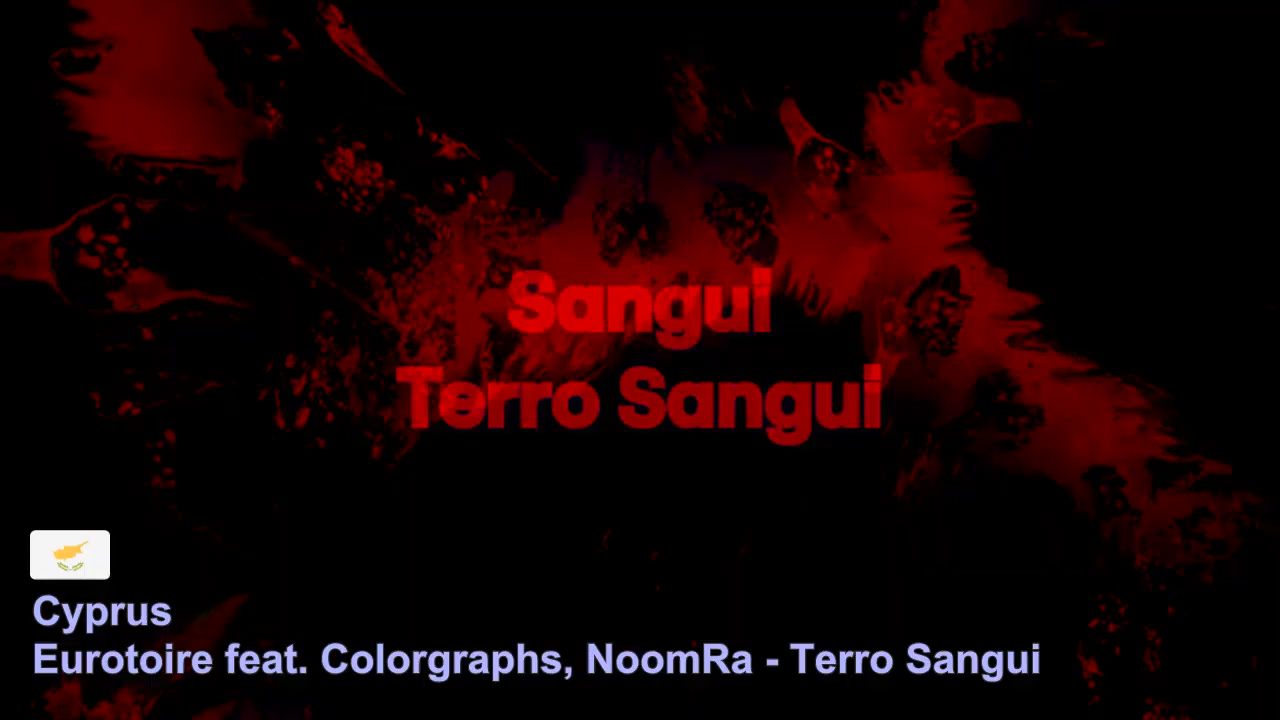 Sangui
Terro Sangui
Cyprus
Eurotoire feat. Colorgraphs, NoomRa - Terro Sangui